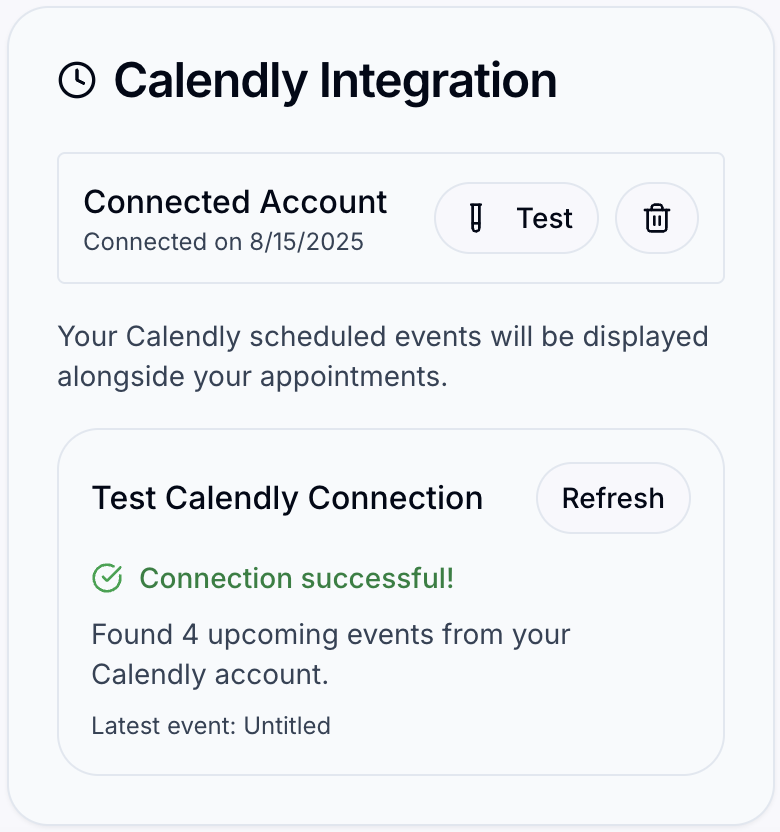 Calendly Integration
Connected Account
Connected on 8/15/2025
Test
Your Calendly scheduled events will be displayed
alongside your appointments.
Test Calendly Connection
Refresh
Connection successful!
Found 4 upcoming events from your
Calendly account.
Latest event: Untitled